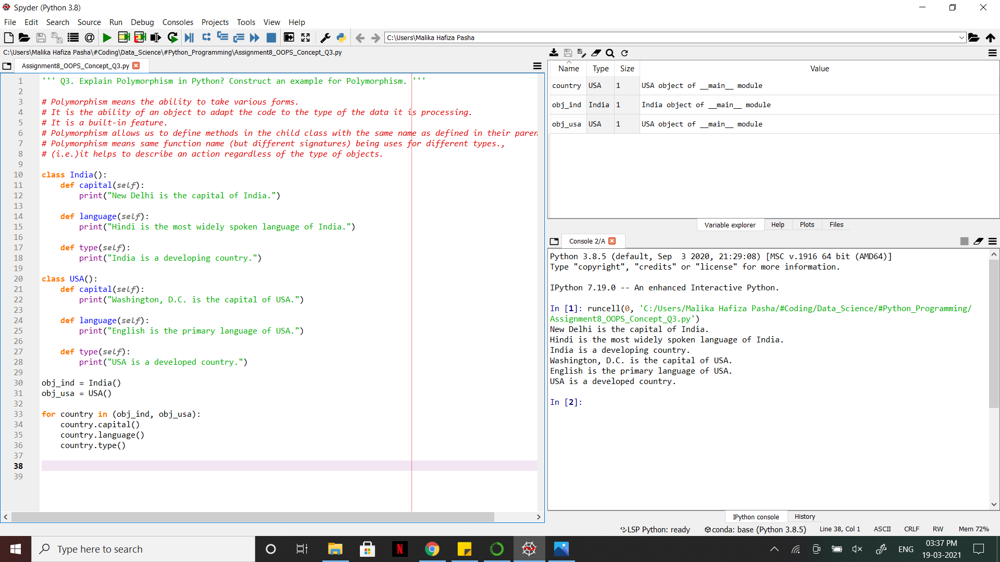 Spyder (Python 3.8)
File Edit Search Source Run Debug Consoles Projects Tools View Help
C:\Users\Malika Hafiza Pasha
C:\Users\Malika Hafiza Pasha\#Coding\Data_Science\#Python_Programming\Assignment8_OOPS_Concept_Q3.py
Assignment8_OOPS_Concept_Q3.py
1 ''' Q3. Explain Polymorphism in Python? Construct an example for Polymorphism. '''
2
3 # Polymorphism means the ability to take various forms.
4 # It is the ability of an object to adapt the code to the type of the data it is processing.
5 # It is a built-in feature.
6 # Polymorphism allows us to define methods in the child class with the same name as defined in their paren
7 # Polymorphism means same function name (but different signatures) being uses for different types.,
8 # (i.e.)it helps to describe an action regardless of the type of objects.
9
10 class India():
11 def capital(self):
12 print("New Delhi is the capital of India.")
13
14 def language(self):
15 print("Hindi is the most widely spoken language of India.")
16
17 def type(self):
18 print("India is a developing country.")
19
20 class USA():
21 def capital(self):
22 print("Washington, D.C. is the capital of USA.")
23
24 def language(self):
25 print("English is the primary language of USA.")
26
27 def type(self):
28 print("USA is a developed country.")
29
30 obj_ind = India()
31 obj_usa = USA()
32
33 for country in (obj_ind, obj_usa):
34 country.capital()
35 country.language()
36 country.type()
37
38
39
Name Type Size Value
country USA 1 USA object of __main__ module
obj_ind India 1 India object of __main__ module
obj_usa USA 1 USA object of __main__ module
Variable explorer Help Plots Files
Console 2/A
Python 3.8.5 (default, Sep  3 2020, 21:29:08) [MSC v.1916 64 bit (AMD64)]
Type "copyright", "credits" or "license" for more information.
IPython 7.19.0 -- An enhanced Interactive Python.
In [1]: runcell(0, 'C:/Users/Malika Hafiza Pasha/#Coding/Data_Science/#Python_Programming/
Assignment8_OOPS_Concept_Q3.py')
New Delhi is the capital of India.
Hindi is the most widely spoken language of India.
India is a developing country.
Washington, D.C. is the capital of USA.
English is the primary language of USA.
USA is a developed country.
In [2]:
IPython console History
LSP Python: ready conda: base (Python 3.8.5) Line 38, Col 1 ASCII CRLF RW Mem 72%
Type here to search
N
ENG
03:37 PM
19-03-2021